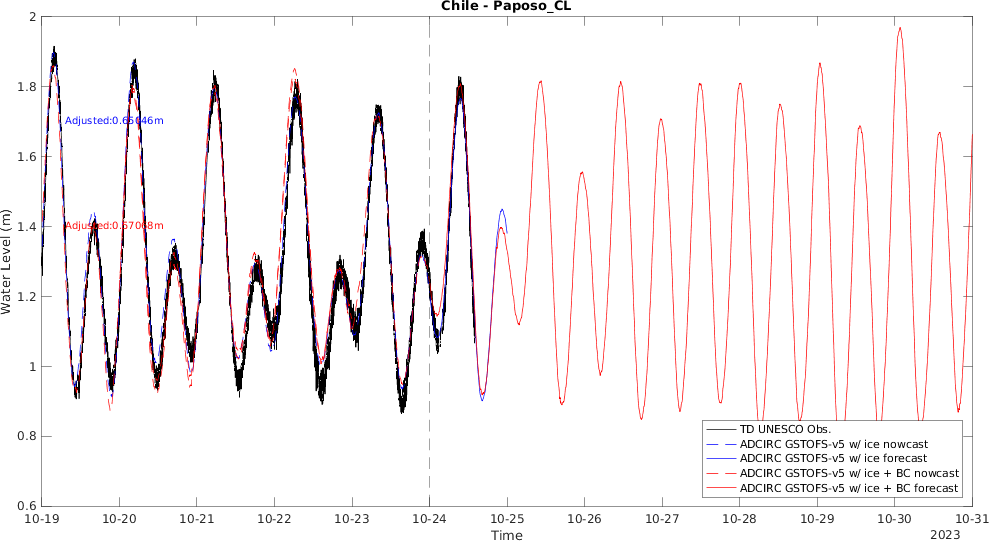 Chile - Paposo_CL
2
1.8
1.6
1.4
1.2
1
0.8
0.6
Water Level (m)
Adjusted:0.65046m
Adjusted:0.67068m
TD UNESCO Obs.
ADCIRC GSTOFS-v5 w/ ice nowcast
ADCIRC GSTOFS-v5 w/ ice forecast
ADCIRC GSTOFS-v5 w/ ice + BC nowcast
ADCIRC GSTOFS-v5 w/ ice + BC forecast
10-19 10-20 10-21 10-22 10-23 10-24 10-25 10-26 10-27 10-28 10-29 10-30 10-31
Time
2023